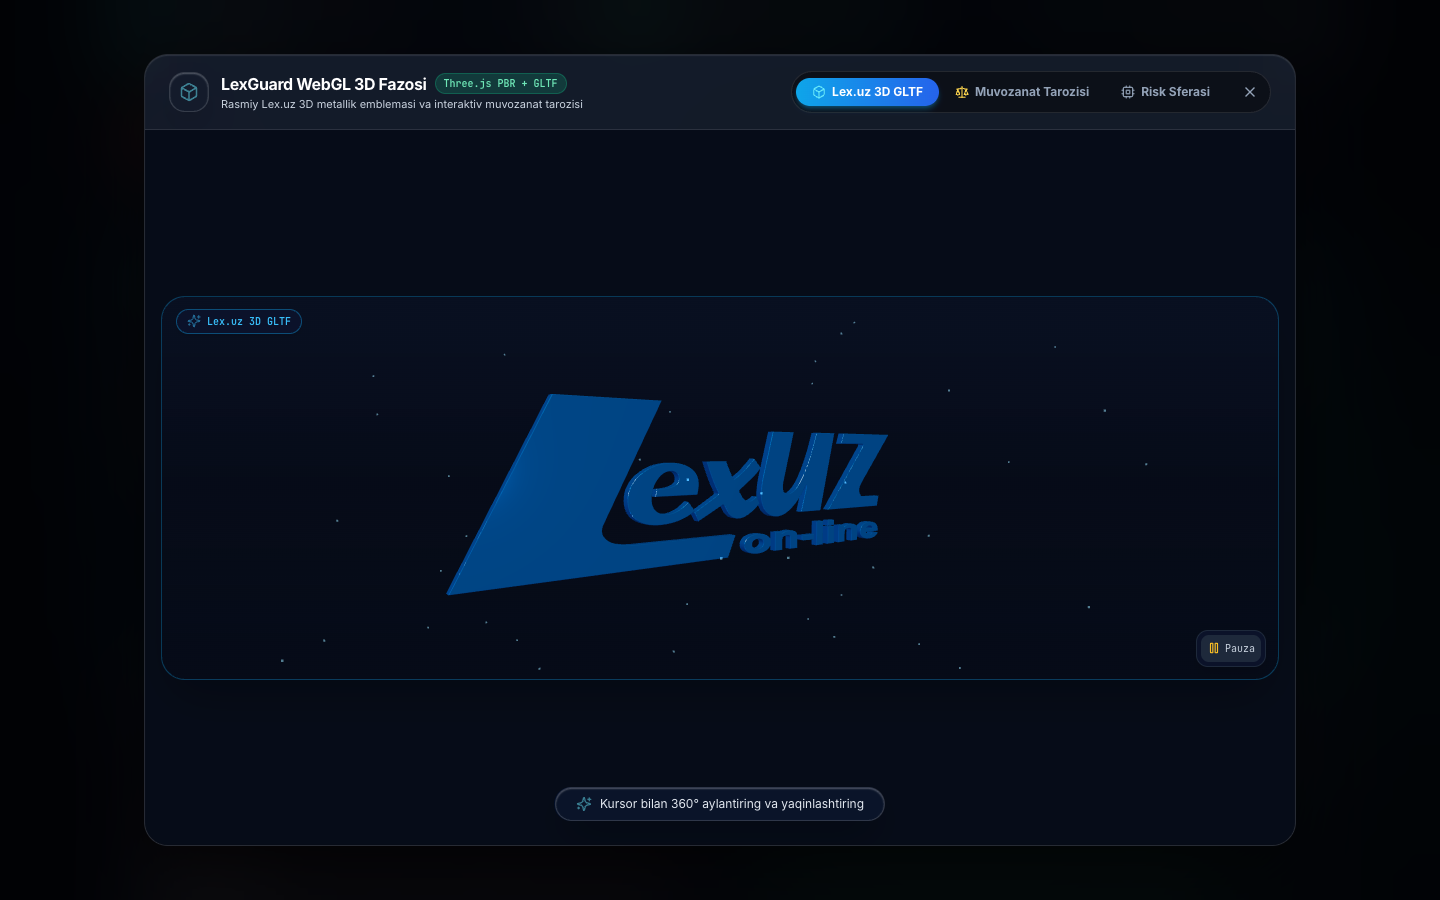 LexGuard WebGL 3D Fazosi
Three.js PBR + GLTF
Rasmiy Lex.uz 3D metallik emblemasi va interaktiv muvozanat tarozisi
Lex.uz 3D GLTF
Muvozanat Tarozisi
Risk Sferasi
Lex.uz 3D GLTF
LexUZ
on-line
Pauza
Kursor bilan 360° aylantiring va yaqinlashtiring